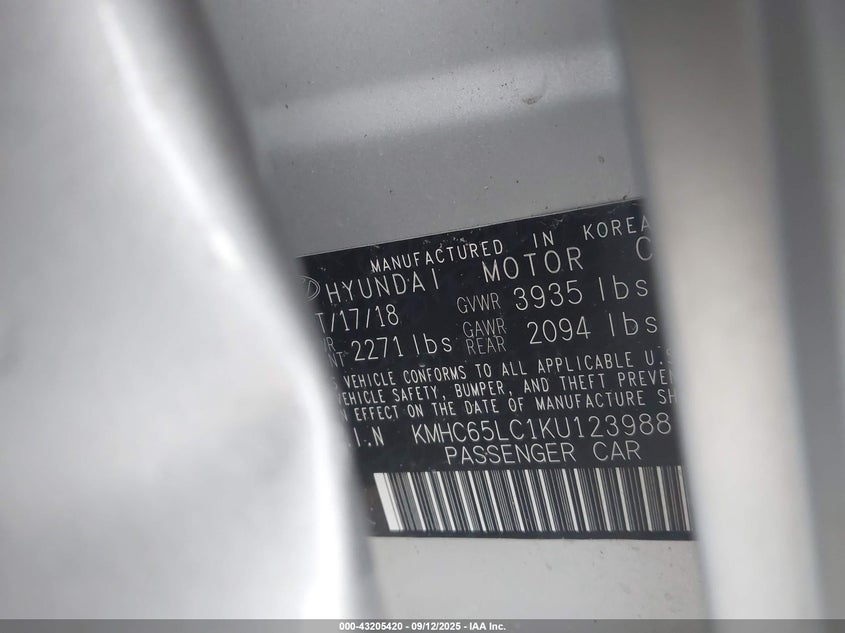 MANUFACTURED IN KOREA
HYUNDAI MOTOR C
T/17/18 GVWR 3935 lbs
2271 lbs GAWR REAR 2094 lbs
VEHICLE CONFORMS TO ALL APPLICABLE U.S
VEHICLE SAFETY, BUMPER, AND THEFT PREVEN
N EFFECT ON THE DATE OF MANUFACTURE SH
.I.N KMHC65LC1KU123988
PASSENGER CAR
000-43205420 - 09/12/2025 - IAA Inc.